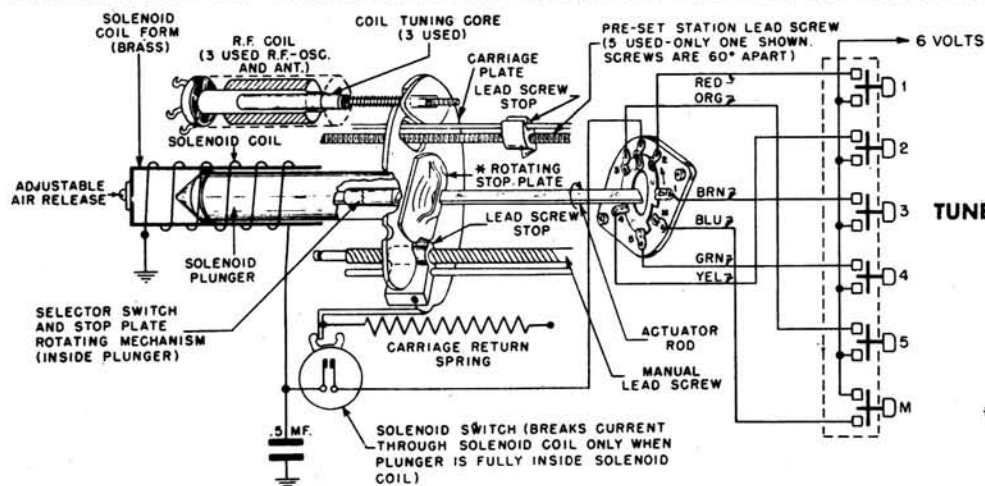 SOLENOID
COIL FORM
(BRASS)
R.F. COIL
(3 USED R.F.-OSC.
AND ANT.)
COIL TUNING CORE
(3 USED)
CARRIAGE
PLATE
LEAD SCREW
STOP
PRE-SET STATION LEAD SCREW
(5 USED-ONLY ONE SHOWN.
SCREWS ARE 60° APART)
6 VOLTS
RED
ORG
1
2
SOLENOID COIL
* ROTATING
STOP PLATE
ADJUSTABLE
AIR RELEASE
BRN
BLU
3
TUNE
LEAD SCREW
STOP
SOLENOID
PLUNGER
GRN
YEL
4
SELECTOR SWITCH
AND STOP PLATE
ROTATING MECHANISM
(INSIDE PLUNGER)
CARRIAGE RETURN
SPRING
ACTUATOR
ROD
MANUAL
LEAD SCREW
5
M
.5 MF.
SOLENOID SWITCH (BREAKS CURRENT
THROUGH SOLENOID COIL ONLY WHEN
PLUNGER IS FULLY INSIDE SOLENOID
COIL)